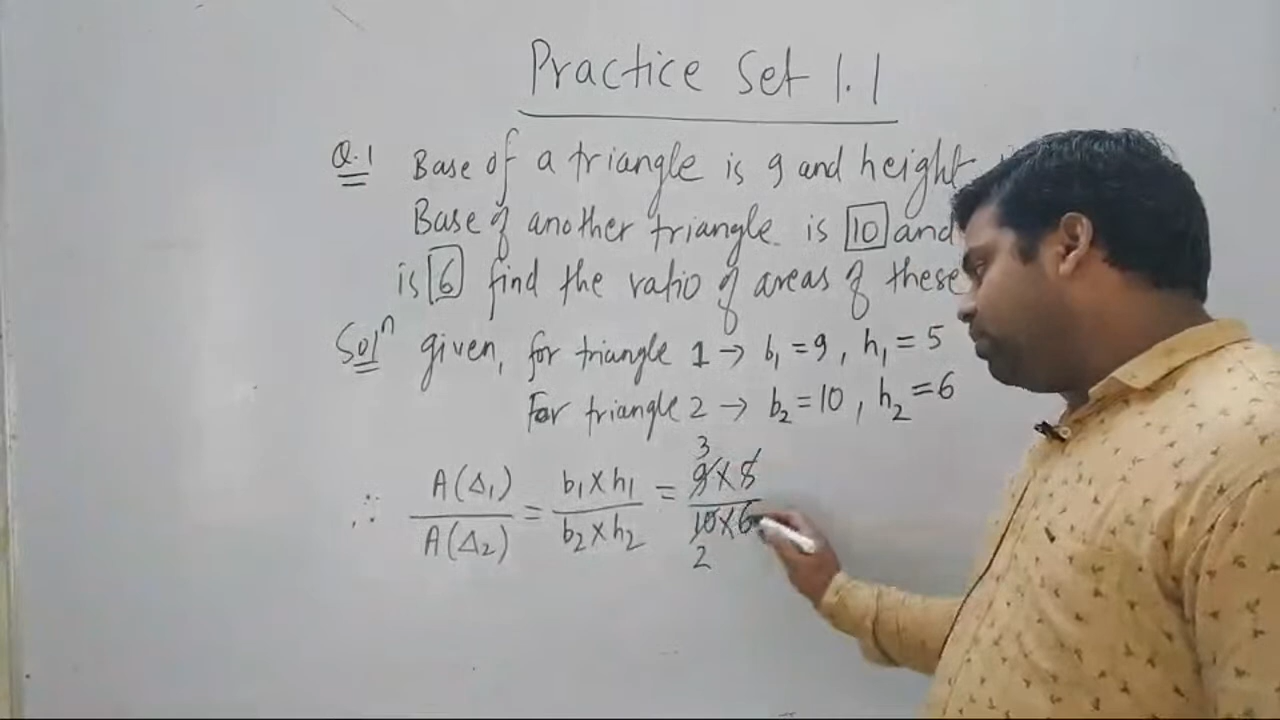 Practice Set 1.1
Q.1 Base of a triangle is 9 and height
Base of another triangle is 10 and
is 6 find the ratio of areas of these
Solⁿ given, for triangle 1 → b₁ = 9, h₁ = 5
For triangle 2 → b₂ = 10, h₂ = 6
∴ A(Δ₁)/A(Δ₂) = b₁×h₁/b₂×h₂ = 9×5/10×6
3
2